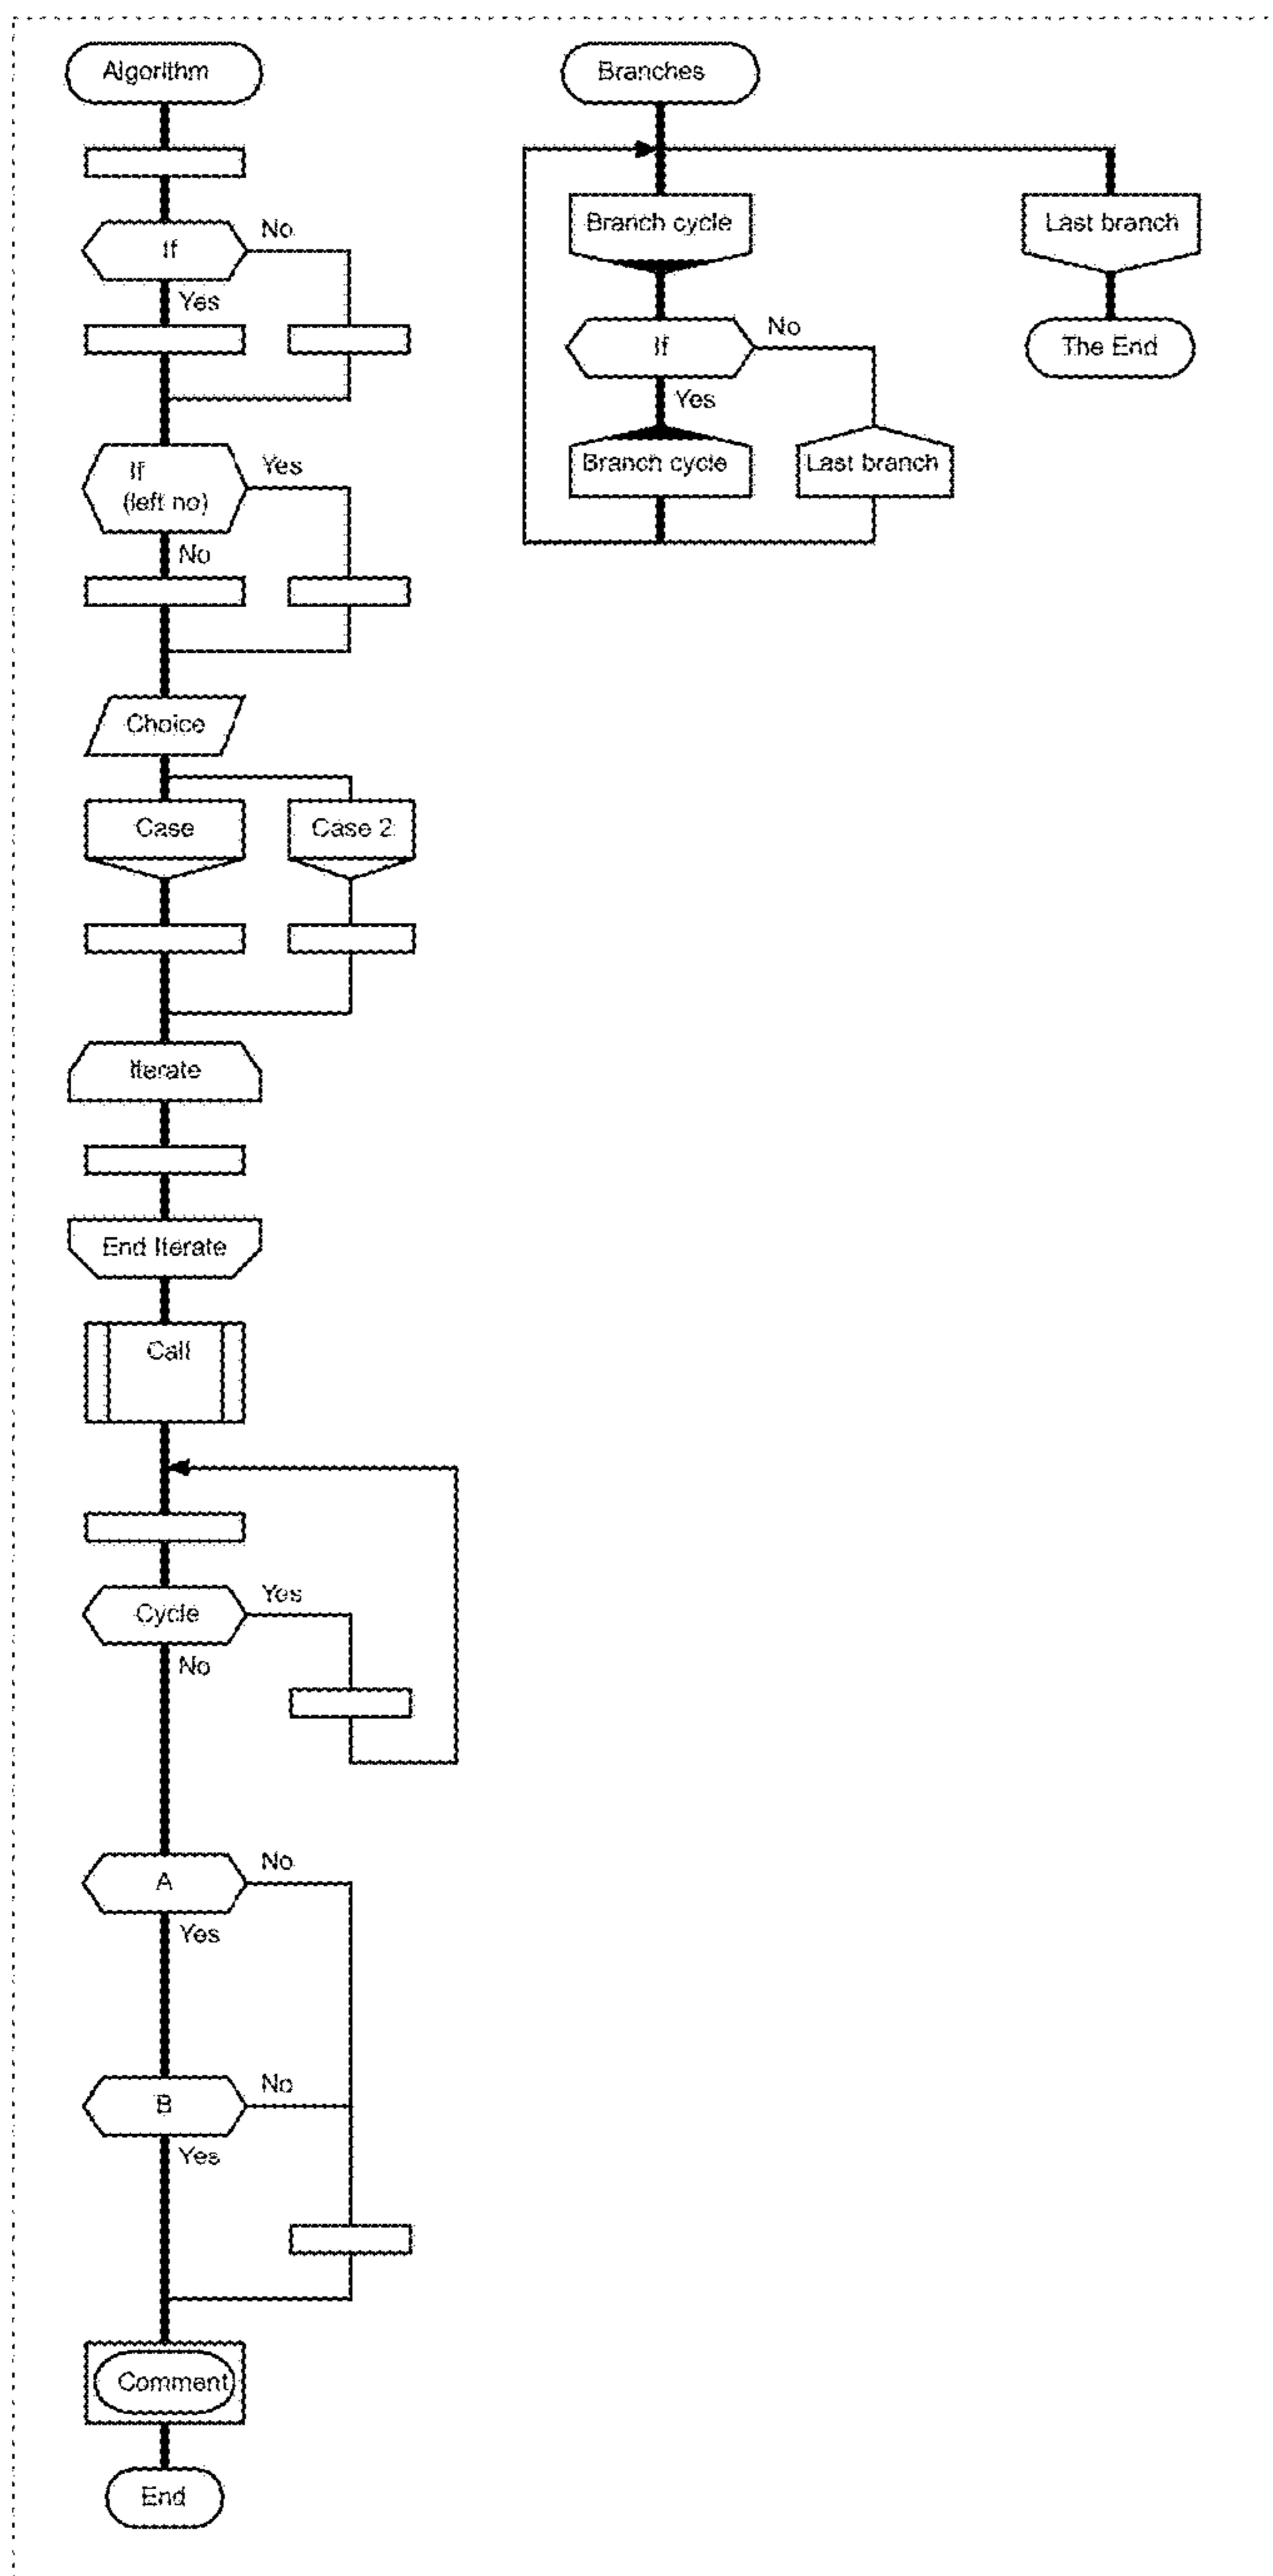 Algorithm
If
No
Yes
If
(left no)
Yes
No
Choice
Case
Case 2
Iterate
End Iterate
Call
Cycle
Yes
No
A
No
Yes
B
No
Yes
Comment
End
Branches
Branch cycle
Last branch
If
No
The End
Yes
Branch cycle
Last branch